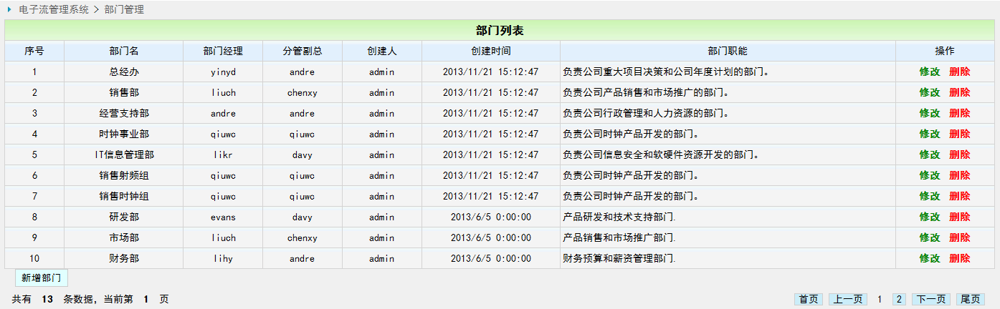 电子流管理系统 > 部门管理
部门列表
序号 部门名 部门经理 分管副总 创建人 创建时间 部门职能 操作
1 总经办 yinyd andre admin 2013/11/21 15:12:47 负责公司重大项目决策和公司年度计划的部门。 修改 删除
2 销售部 liuch chenxy admin 2013/11/21 15:12:47 负责公司产品销售和市场推广的部门。 修改 删除
3 经营支持部 andre andre admin 2013/11/21 15:12:47 负责公司行政管理和人力资源的部门。 修改 删除
4 时钟事业部 qiuwc qiuwc admin 2013/11/21 15:12:47 负责公司时钟产品开发的部门。 修改 删除
5 IT信息管理部 likr davy admin 2013/11/21 15:12:47 负责公司信息安全和软硬件资源开发的部门。 修改 删除
6 销售射频组 qiuwc qiuwc admin 2013/11/21 15:12:47 负责公司时钟产品开发的部门。 修改 删除
7 销售时钟组 qiuwc qiuwc admin 2013/11/21 15:12:47 负责公司时钟产品开发的部门。 修改 删除
8 研发部 evans davy admin 2013/6/5 0:00:00 产品研发和技术支持部门. 修改 删除
9 市场部 liuch chenxy admin 2013/6/5 0:00:00 产品销售和市场推广部门. 修改 删除
10 财务部 lihy andre admin 2013/6/5 0:00:00 财务预算和薪资管理部门. 修改 删除
新增部门
共有 13 条数据，当前第 1 页 首页 上一页 1 2 下一页 尾页